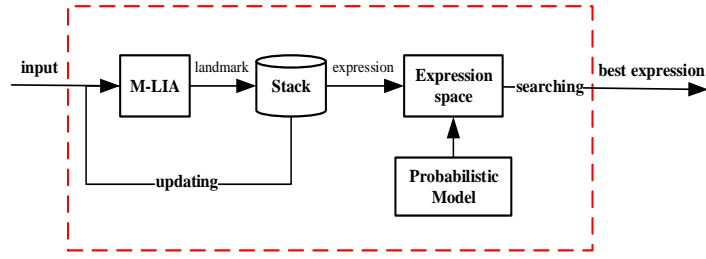 input
M-LIA
landmark
Stack
expression
Expression
space
searching
best expression
updating
Probabilistic
Model